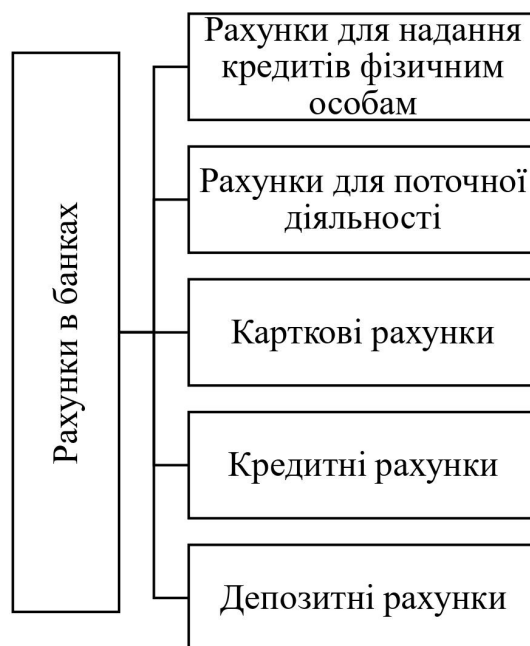 Рахунки в банках
Рахунки для надання
кредитів фізичним
особам
Рахунки для поточної
діяльності
Карткові рахунки
Кредитні рахунки
Депозитні рахунки